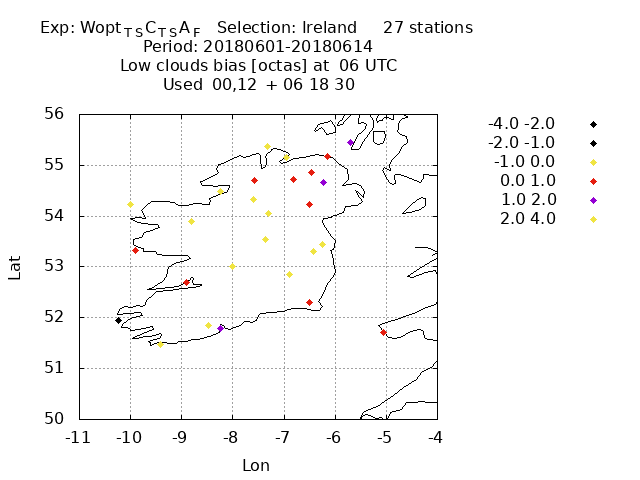 Exp: Wopt_TS C_TS A_F Selection: Ireland 27 stations
Period: 20180601-20180614
Low clouds bias [octas] at 06 UTC
Used 00,12 + 06 18 30
56
55
54
53
52
51
50
-11 -10 -9 -8 -7 -6 -5 -4
Lat
Lon
-4.0 -2.0
-2.0 -1.0
-1.0 0.0
0.0 1.0
1.0 2.0
2.0 4.0